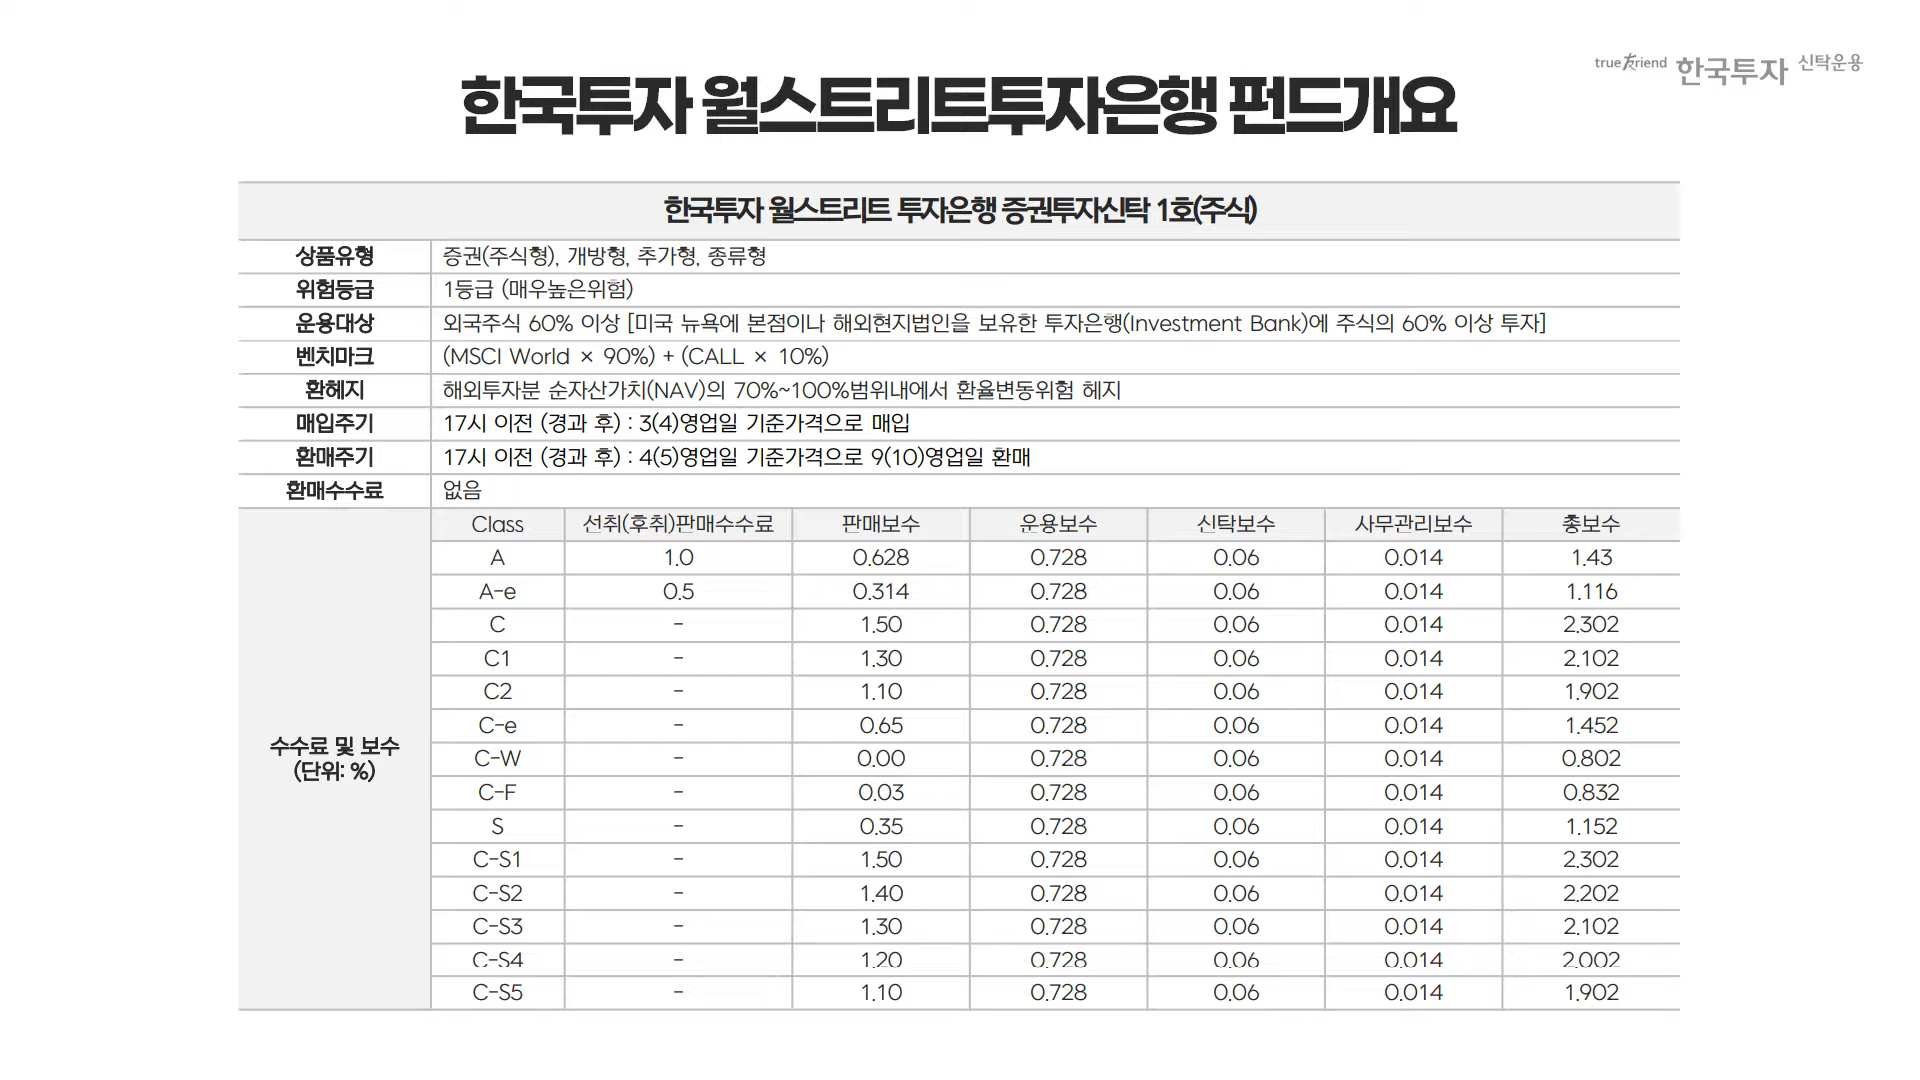 true friend 한국투자 신탁운용
한국투자 월스트리트투자은행 펀드개요
한국투자 월스트리트 투자은행 증권투자신탁 1호(주식)
상품유형 증권(주식형), 개방형, 추가형, 종류형
위험등급 1등급 (매우높은위험)
운용대상 외국주식 60% 이상 [미국 뉴욕에 본점이나 해외현지법인을 보유한 투자은행(Investment Bank)에 주식의 60% 이상 투자]
벤치마크 (MSCI World × 90%) + (CALL × 10%)
환헤지 해외투자분 순자산가치(NAV)의 70%~100%범위내에서 환율변동위험 헤지
매입주기 17시 이전 (경과 후) : 3(4)영업일 기준가격으로 매입
환매주기 17시 이전 (경과 후) : 4(5)영업일 기준가격으로 9(10)영업일 환매
환매수수료 없음
수수료 및 보수
(단위: %)
Class 선취(후취)판매수수료 판매보수 운용보수 신탁보수 사무관리보수 총보수
A 1.0 0.628 0.728 0.06 0.014 1.43
A-e 0.5 0.314 0.728 0.06 0.014 1.116
C - 1.50 0.728 0.06 0.014 2.302
C1 - 1.30 0.728 0.06 0.014 2.102
C2 - 1.10 0.728 0.06 0.014 1.902
C-e - 0.65 0.728 0.06 0.014 1.452
C-W - 0.00 0.728 0.06 0.014 0.802
C-F - 0.03 0.728 0.06 0.014 0.832
S - 0.35 0.728 0.06 0.014 1.152
C-S1 - 1.50 0.728 0.06 0.014 2.302
C-S2 - 1.40 0.728 0.06 0.014 2.202
C-S3 - 1.30 0.728 0.06 0.014 2.102
C-S4 - 1.20 0.728 0.06 0.014 2.002
C-S5 - 1.10 0.728 0.06 0.014 1.902